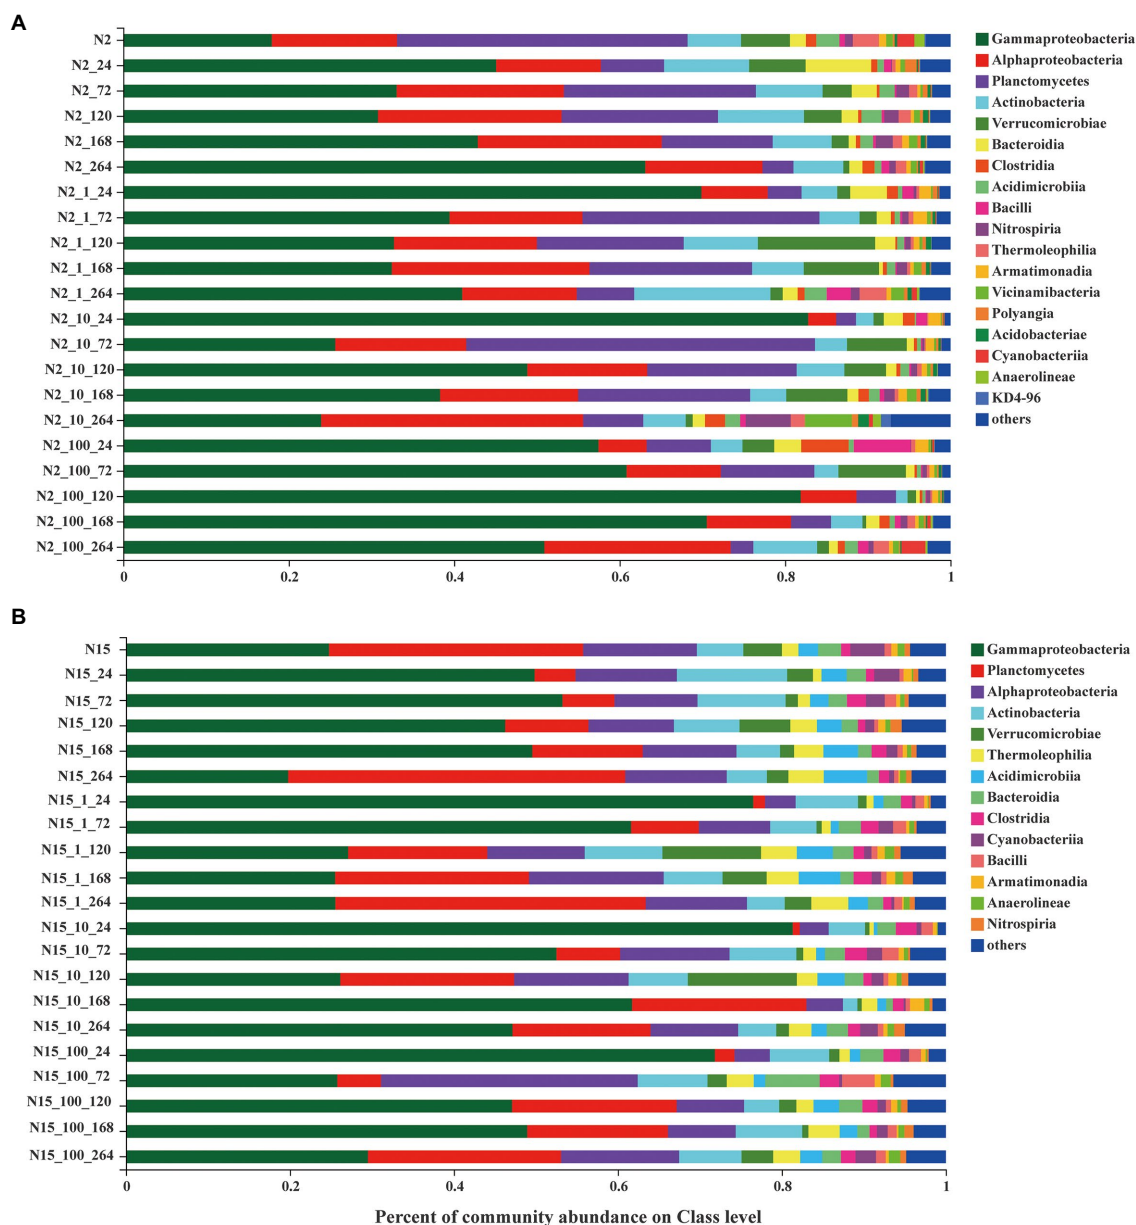 A
N2
N2_24
N2_72
N2_120
N2_168
N2_264
N2_1_24
N2_1_72
N2_1_120
N2_1_168
N2_1_264
N2_10_24
N2_10_72
N2_10_120
N2_10_168
N2_10_264
N2_100_24
N2_100_72
N2_100_120
N2_100_168
N2_100_264
0 0.2 0.4 0.6 0.8 1
Gammaproteobacteria
Alphaproteobacteria
Planctomycetes
Actinobacteria
Verrucomicrobiae
Bacteroidia
Clostridia
Acidimicrobiia
Bacilli
Nitrospiria
Thermoleophilia
Armatimonadia
Vicinamibacteria
Polyangia
Acidobacteriae
Cyanobacteriia
Anaerolineae
KD4-96
others
B
N15
N15_24
N15_72
N15_120
N15_168
N15_264
N15_1_24
N15_1_72
N15_1_120
N15_1_168
N15_1_264
N15_10_24
N15_10_72
N15_10_120
N15_10_168
N15_10_264
N15_100_24
N15_100_72
N15_100_120
N15_100_168
N15_100_264
0 0.2 0.4 0.6 0.8 1
Gammaproteobacteria
Planctomycetes
Alphaproteobacteria
Actinobacteria
Verrucomicrobiae
Thermoleophilia
Acidimicrobiia
Bacteroidia
Clostridia
Cyanobacteriia
Bacilli
Armatimonadia
Anaerolineae
Nitrospiria
others
Percent of community abundance on Class level